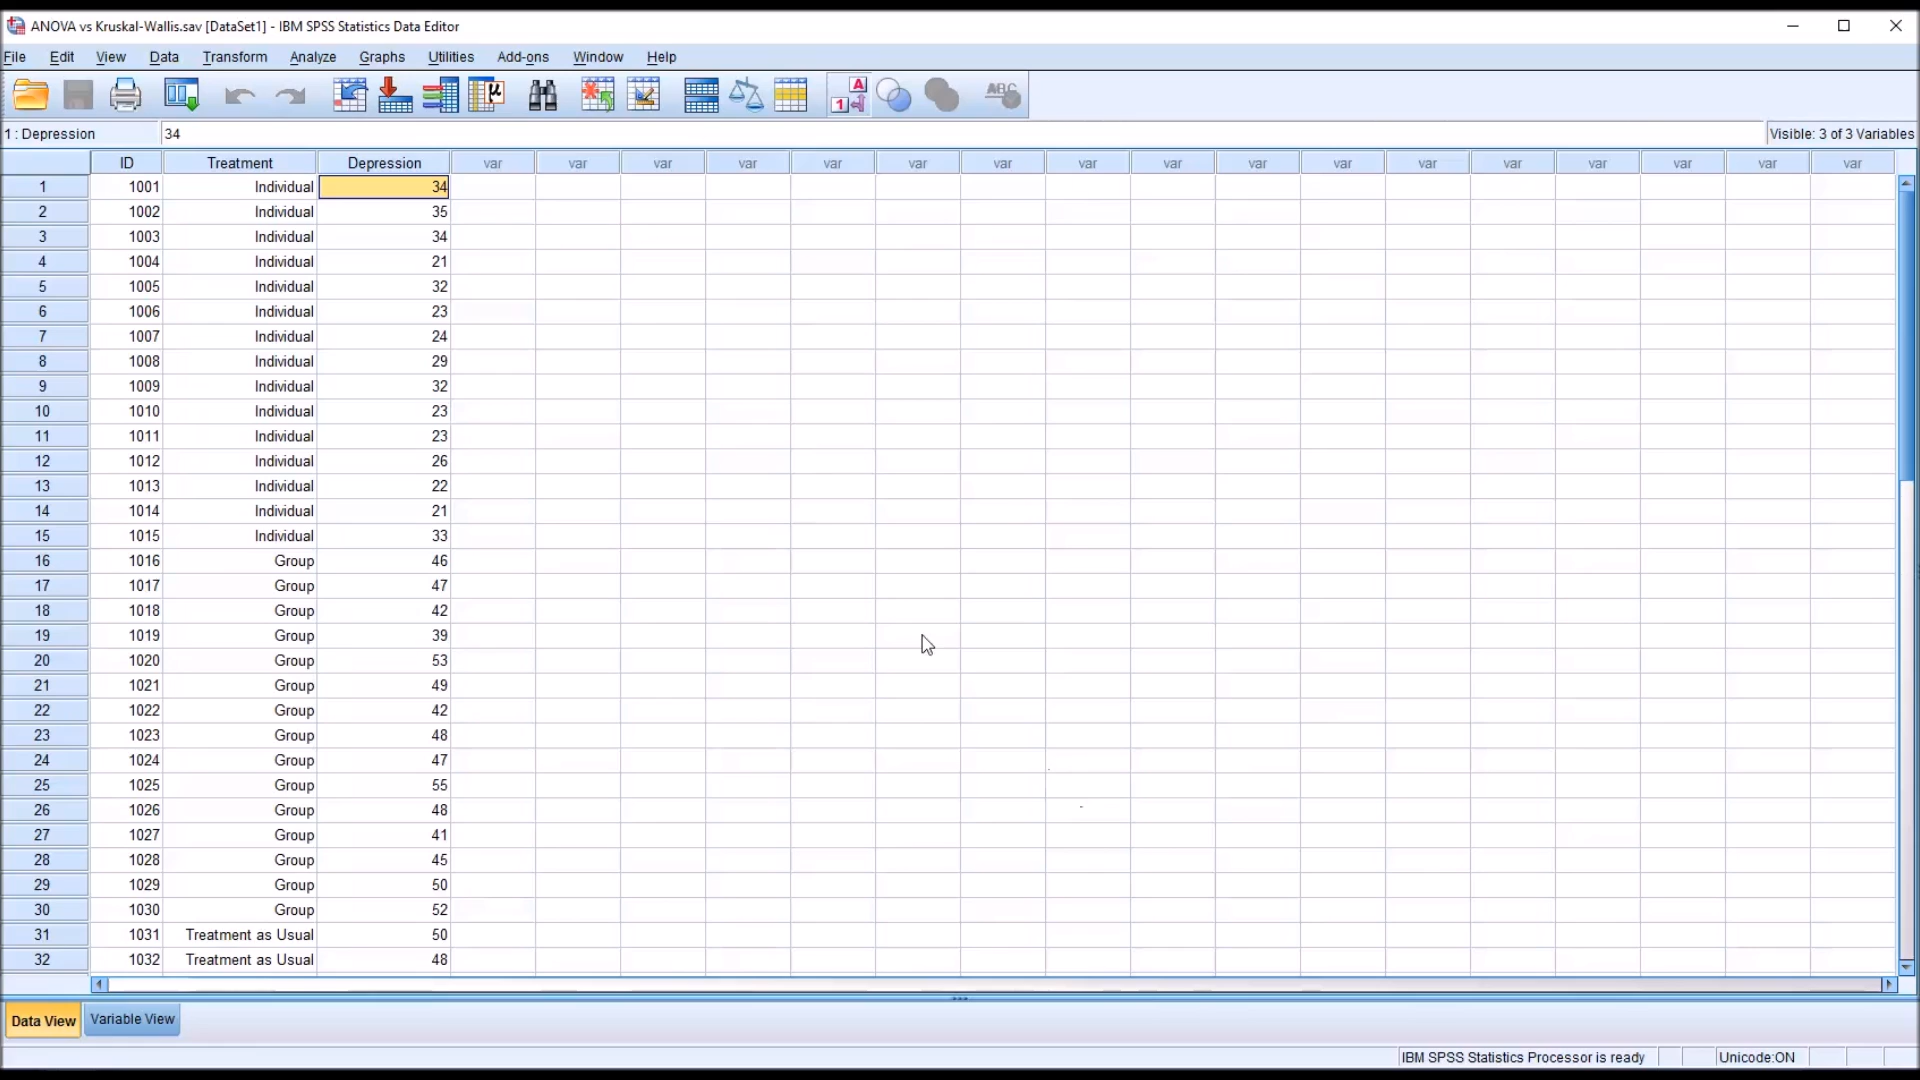 ANOVA vs Kruskal-Wallis.sav [DataSet1] - IBM SPSS Statistics Data Editor
File Edit View Data Transform Analyze Graphs Utilities Add-ons Window Help
μ A 1 ABC
1 : Depression 34 Visible: 3 of 3 Variables
ID Treatment Depression var var var var var var var var var var var var var var var var var
1 1001 Individual 34
2 1002 Individual 35
3 1003 Individual 34
4 1004 Individual 21
5 1005 Individual 32
6 1006 Individual 23
7 1007 Individual 24
8 1008 Individual 29
9 1009 Individual 32
10 1010 Individual 23
11 1011 Individual 23
12 1012 Individual 26
13 1013 Individual 22
14 1014 Individual 21
15 1015 Individual 33
16 1016 Group 46
17 1017 Group 47
18 1018 Group 42
19 1019 Group 39
20 1020 Group 53
21 1021 Group 49
22 1022 Group 42
23 1023 Group 48
24 1024 Group 47
25 1025 Group 55
26 1026 Group 48
27 1027 Group 41
28 1028 Group 45
29 1029 Group 50
30 1030 Group 52
31 1031 Treatment as Usual 50
32 1032 Treatment as Usual 48
Data View Variable View
IBM SPSS Statistics Processor is ready Unicode:ON